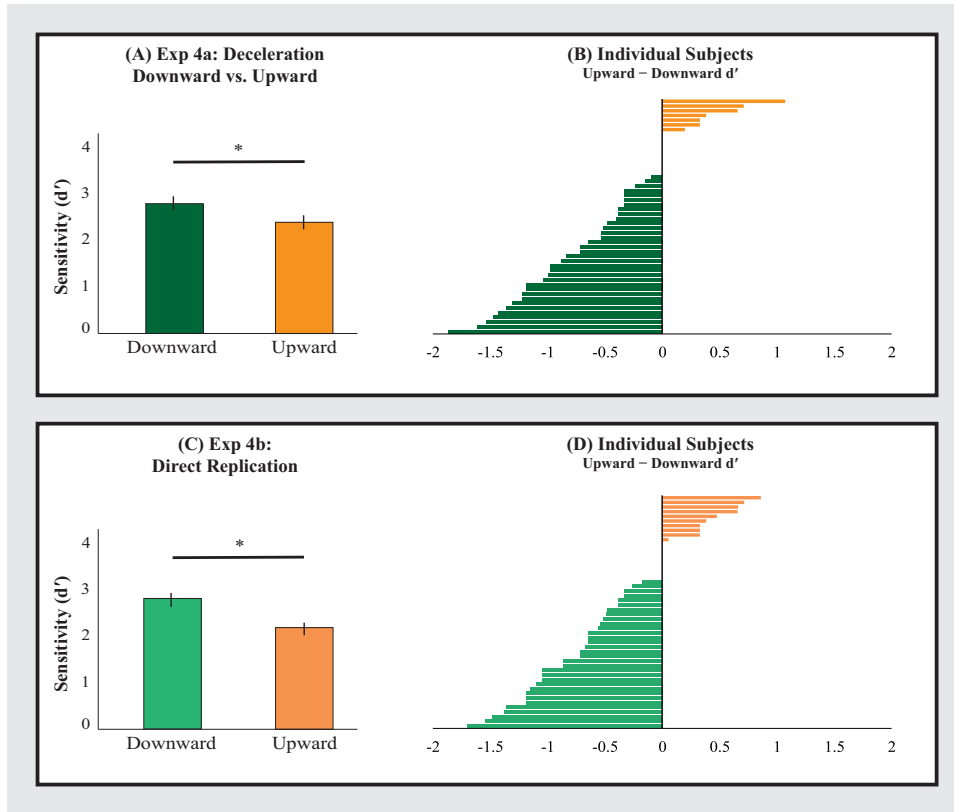 (A) Exp 4a: Deceleration
Downward vs. Upward
(B) Individual Subjects
Upward − Downward d′
Sensitivity (d′)
4
3
2
1
0
*
Downward Upward
-2 -1.5 -1 -0.5 0 0.5 1 1.5 2
(C) Exp 4b:
Direct Replication
(D) Individual Subjects
Upward − Downward d′
Sensitivity (d′)
4
3
2
1
0
*
Downward Upward
-2 -1.5 -1 -0.5 0 0.5 1 1.5 2